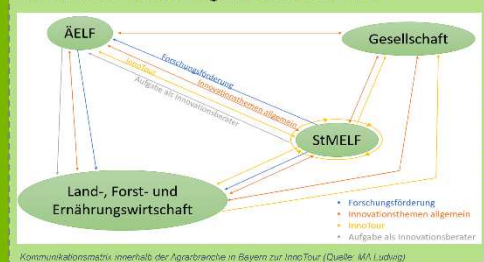 ÄELF
Gesellschaft
Forschungsförderung
InnoTour
Innovationsthemen allgemein
Aufgabe als Innovationsberater
StMELF
Land-, Forst- und
Ernährungswirtschaft
• Forschungsförderung
• Innovationsthemen allgemein
• InnoTour
• Aufgabe als Innovationsberater
Kommunikationsmatrix innerhalb der Agrarbranche in Bayern zur InnoTour (Quelle: MA Ludwig)